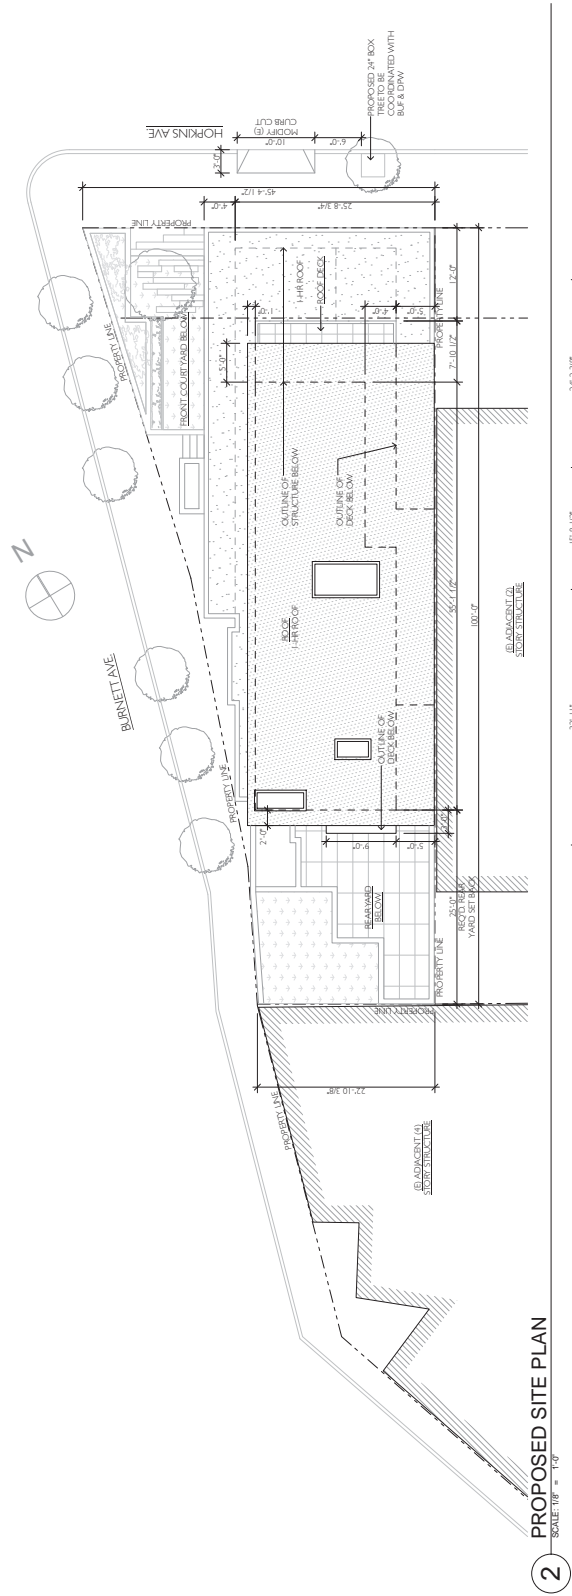 HOPKINS AVE.
MODIFY (E)
CURB CUT
10'-0"
6'-0"
3'-0"
PROPOSED 24" BOX
TREE TO BE
COORDINATED WITH
BUF & DPW
45'-4 1/2"
4'-0"
25'-8 3/4"
PROPERTY LINE
PROPERTY LINE
FRONT COURTYARD BELOW
1-HR ROOF
ROOF DECK
1'-0"
5'-0"
4'-0"
5'-0"
PROPERTY LINE
12'-0"
7'-10 1/2"
OUTLINE OF
STRUCTURE BELOW
OUTLINE OF
DECK BELOW
N
BURNETT AVE.
ROOF
1-HR ROOF
55'-1 1/2"
100'-0"
(E) ADJACENT (2)
STORY STRUCTURE
OUTLINE OF
DECK BELOW
PROPERTY LINE
2'-0"
9'-0"
5'-0"
REAR YARD
BELOW
25'-0"
REQ'D. REAR
YARD SET BACK
PROPERTY LINE
PROPERTY LINE
22'-10 3/8"
PROPERTY LINE
(E) ADJACENT (4)
STORY STRUCTURE
2
PROPOSED SITE PLAN
SCALE: 1/8" = 1'-0"